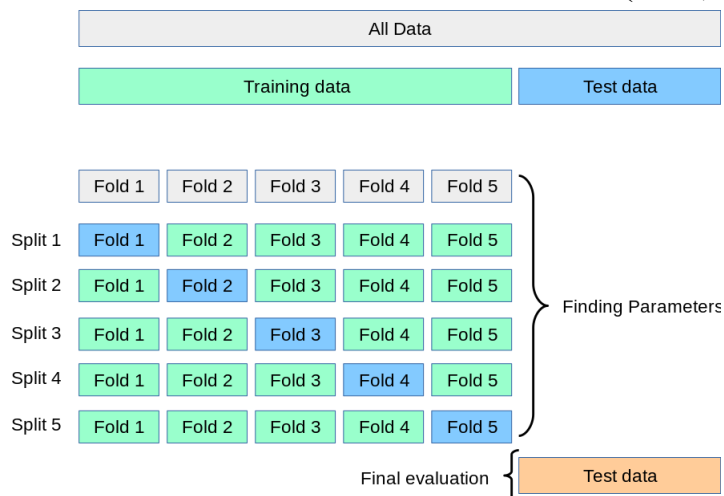 All Data
Training data Test data
Fold 1 Fold 2 Fold 3 Fold 4 Fold 5
Split 1 Fold 1 Fold 2 Fold 3 Fold 4 Fold 5
Split 2 Fold 1 Fold 2 Fold 3 Fold 4 Fold 5
Finding Parameters
Split 3 Fold 1 Fold 2 Fold 3 Fold 4 Fold 5
Split 4 Fold 1 Fold 2 Fold 3 Fold 4 Fold 5
Split 5 Fold 1 Fold 2 Fold 3 Fold 4 Fold 5
Final evaluation Test data